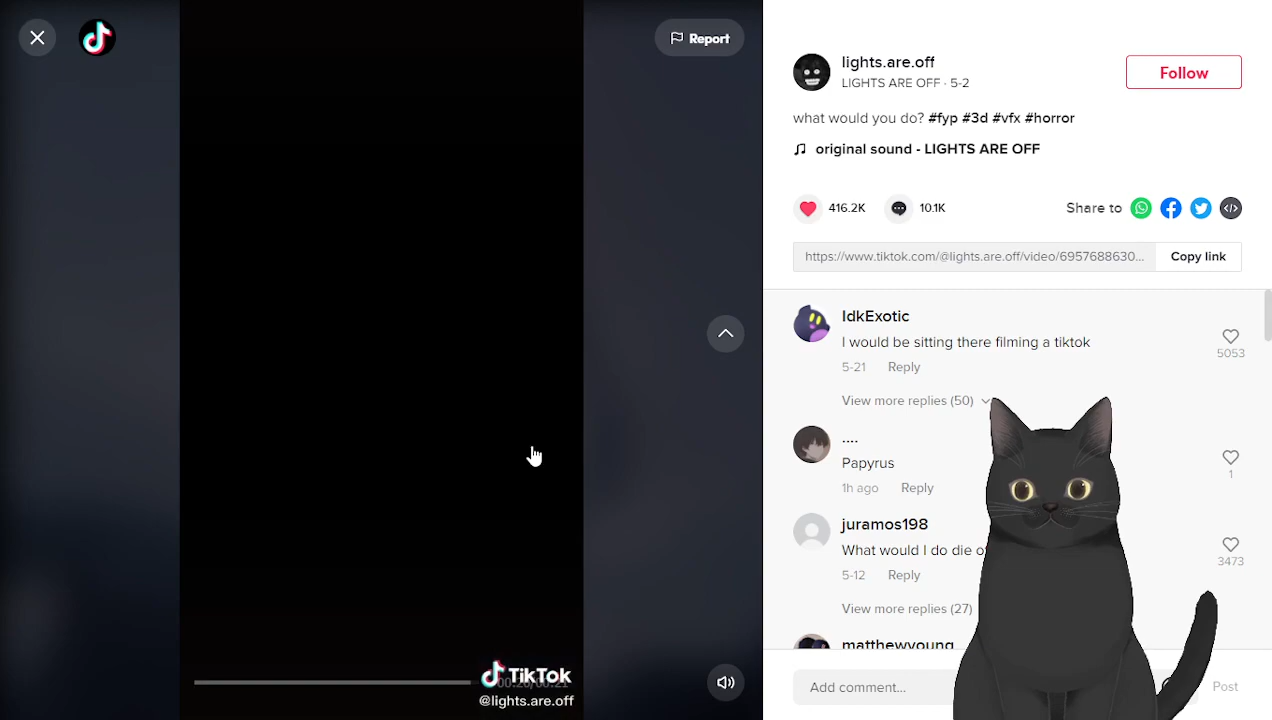 Report
TikTok
@lights.are.off
lights.are.off
LIGHTS ARE OFF · 5-2
Follow
what would you do? #fyp #3d #vfx #horror
original sound - LIGHTS ARE OFF
416.2K
10.1K
Share to
https://www.tiktok.com/@lights.are.off/video/6957688630...
Copy link
IdkExotic
I would be sitting there filming a tiktok
5053
5-21 Reply
View more replies (50)
....
Papyrus
1
1h ago Reply
juramos198
What would I do die
3473
5-12 Reply
View more replies (27)
matthewyoung
Add comment...
Post